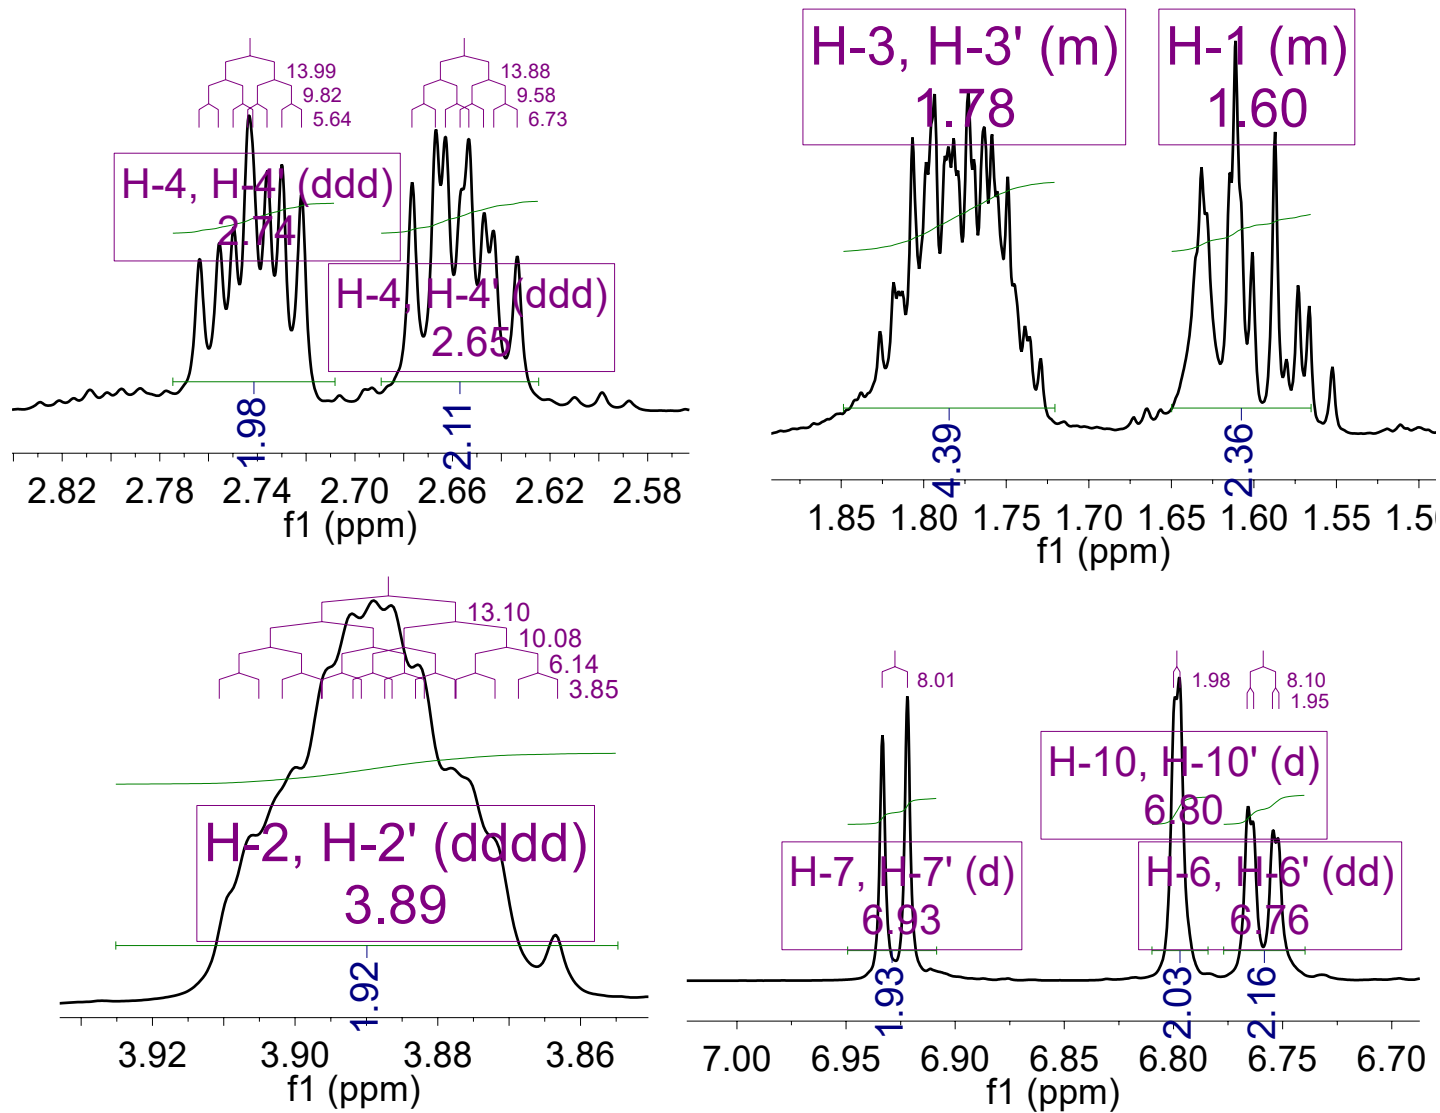 13.99
9.82
5.64
H-4, H-4' (ddd)
2.74
13.88
9.58
6.73
H-4, H-4' (ddd)
2.65
1.98
2.11
2.82 2.78 2.74 2.70 2.66 2.62 2.58
f1 (ppm)
H-3, H-3' (m)
1.78
H-1 (m)
1.60
4.39
2.36
1.85 1.80 1.75 1.70 1.65 1.60 1.55
f1 (ppm)
13.10
10.08
6.14
3.85
H-2, H-2' (dddd)
3.89
1.92
3.92 3.90 3.88 3.86
f1 (ppm)
8.01
1.98
8.10
1.95
H-10, H-10' (d)
6.80
H-7, H-7' (d)
6.93
H-6, H-6' (dd)
6.76
1.93
2.03
2.16
7.00 6.95 6.90 6.85 6.80 6.75 6.70
f1 (ppm)